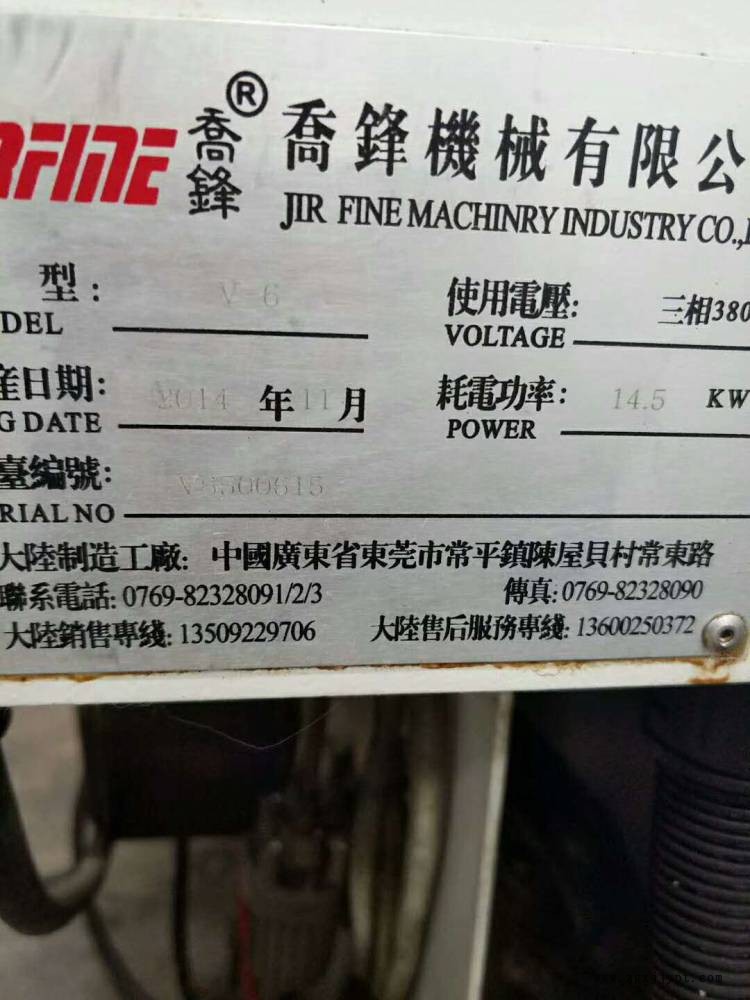 RFINE 喬鋒 ® 喬鋒機械有限公
JIR FINE MACHINRY INDUSTRY CO.,
型: V-6 使用電壓: 三相380
DEL VOLTAGE
産日期: 2014 年 11 月 耗電功率: 14.5 KW
G DATE POWER
臺編號: V-6500615
RIAL NO
大陸制造工廠: 中國廣東省東莞市常平鎮陳屋貝村常東路
聯系電話: 0769-82328091/2/3 傳真: 0769-82328090
大陸銷售專綫: 13509229706 大陸售后服務專綫: 13600250372